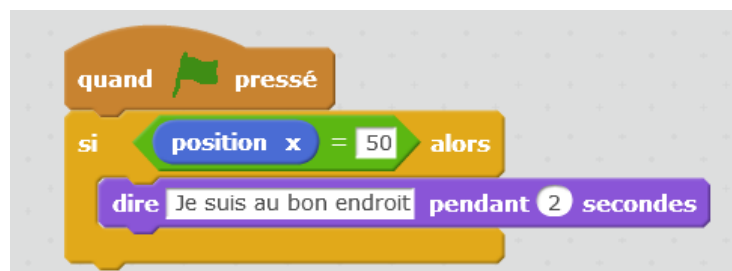 quand pressé
si position x = 50 alors
dire Je suis au bon endroit pendant 2 secondes